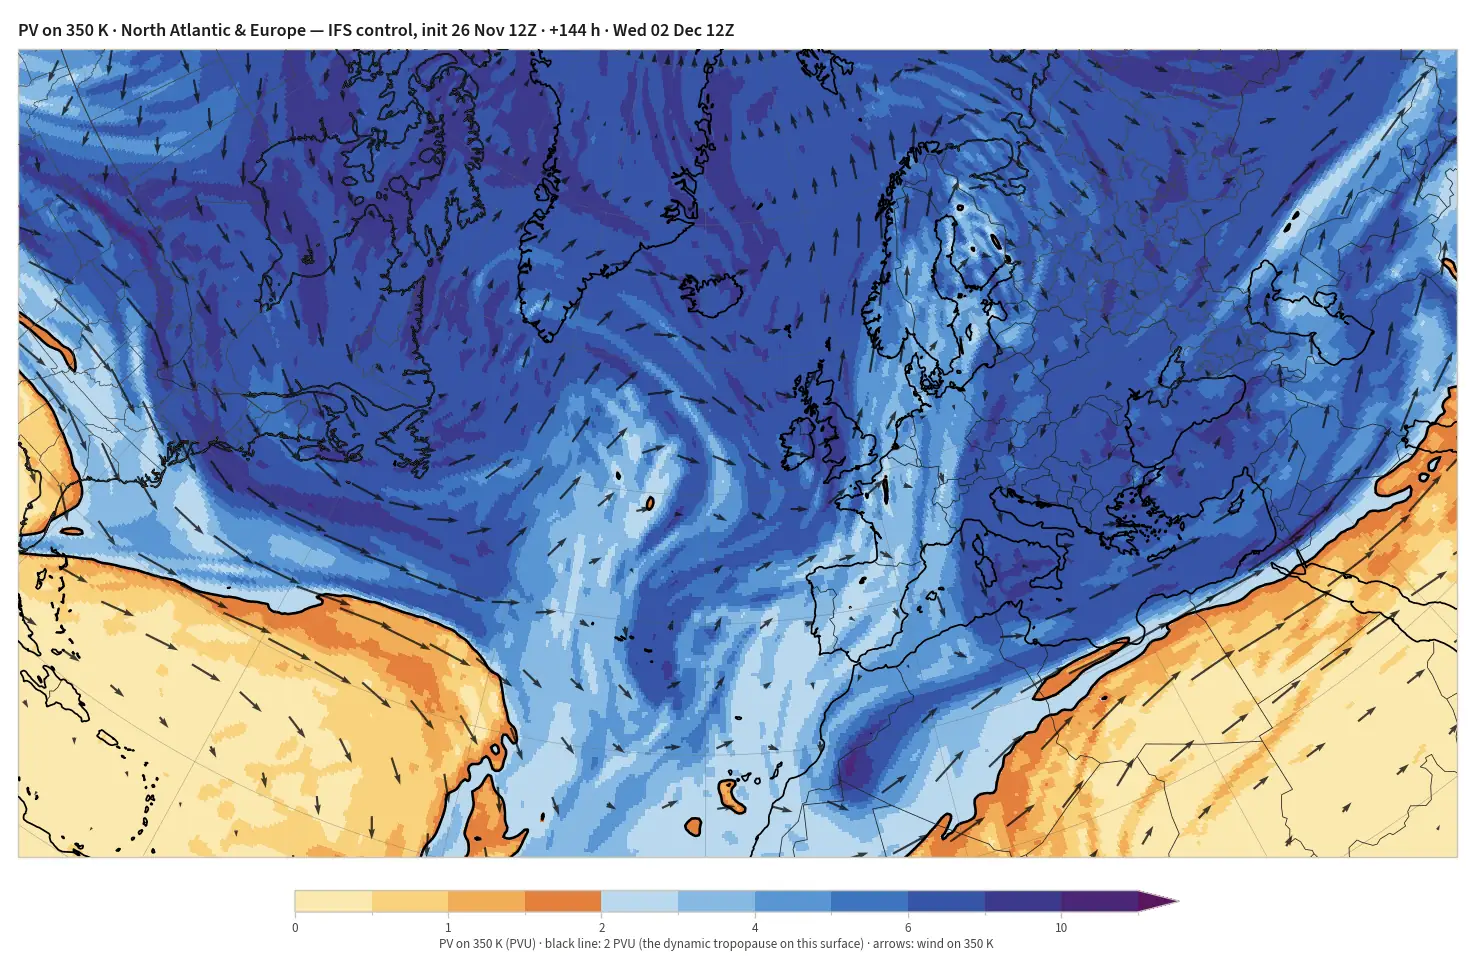 PV on 350 K · North Atlantic & Europe — IFS control, init 26 Nov 12Z · +144 h · Wed 02 Dec 12Z
0 1 2 4 6 10
PV on 350 K (PVU) · black line: 2 PVU (the dynamic tropopause on this surface) · arrows: wind on 350 K